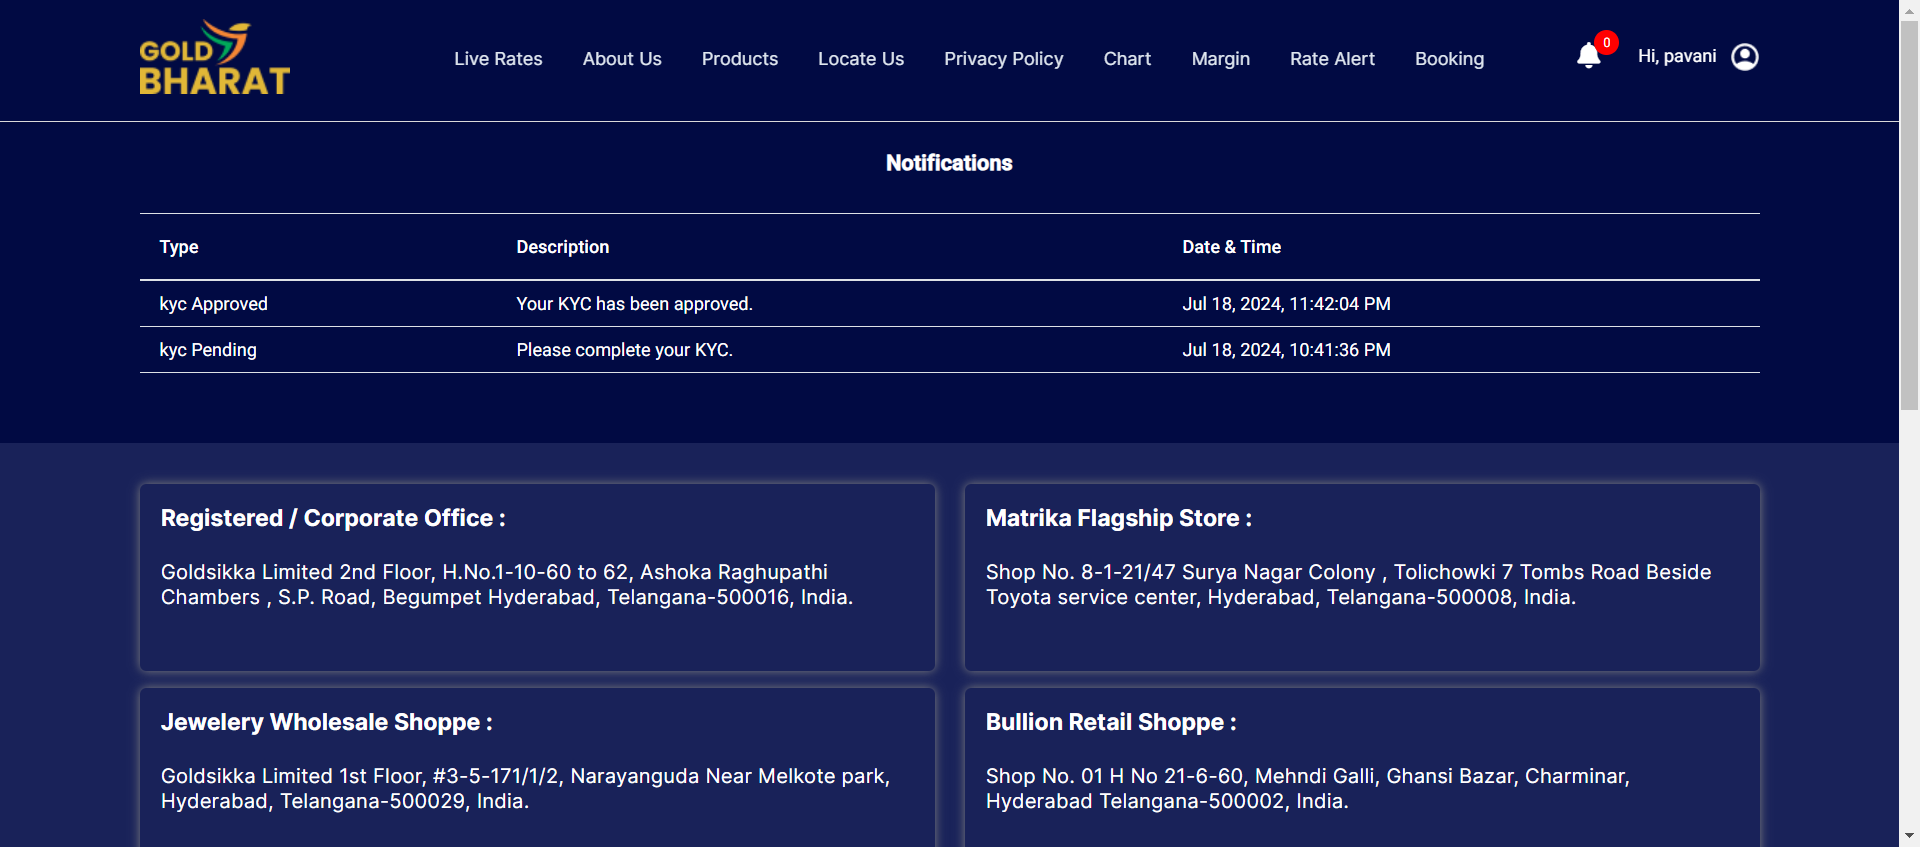 GOLD
BHARAT
Live Rates About Us Products Locate Us Privacy Policy Chart Margin Rate Alert Booking 0 Hi, pavani
Notifications
Type Description Date & Time
kyc Approved Your KYC has been approved. Jul 18, 2024, 11:42:04 PM
kyc Pending Please complete your KYC. Jul 18, 2024, 10:41:36 PM
Registered / Corporate Office :
Goldsikka Limited 2nd Floor, H.No.1-10-60 to 62, Ashoka Raghupathi
Chambers , S.P. Road, Begumpet Hyderabad, Telangana-500016, India.
Matrika Flagship Store :
Shop No. 8-1-21/47 Surya Nagar Colony , Tolichowki 7 Tombs Road Beside
Toyota service center, Hyderabad, Telangana-500008, India.
Jewelery Wholesale Shoppe :
Goldsikka Limited 1st Floor, #3-5-171/1/2, Narayanguda Near Melkote park,
Hyderabad, Telangana-500029, India.
Bullion Retail Shoppe :
Shop No. 01 H No 21-6-60, Mehndi Galli, Ghansi Bazar, Charminar,
Hyderabad Telangana-500002, India.